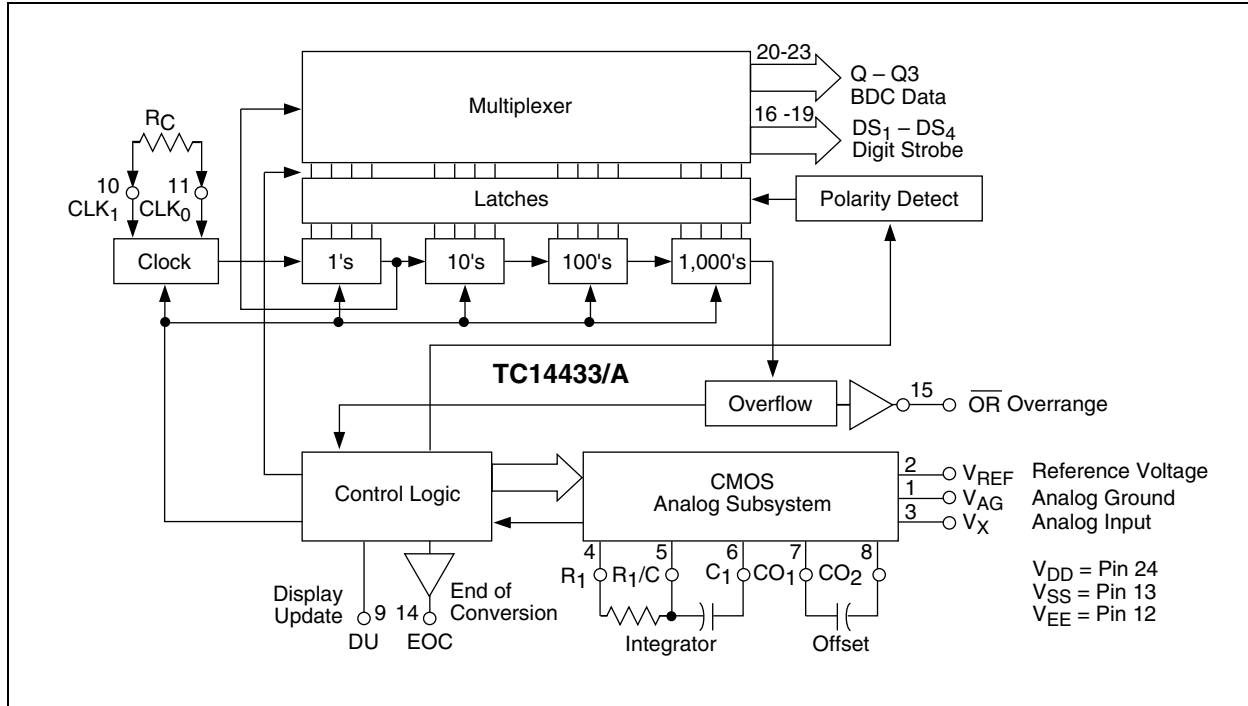 20-23
Q – Q3
BDC Data
Multiplexer
16 -19
DS1 – DS4
Digit Strobe
RC
10
11
CLK1
CLK0
Latches
Polarity Detect
Clock
1's
10's
100's
1,000's
TC14433/A
Overflow
15
OR Overrange
Control Logic
CMOS
Analog Subsystem
2
VREF
Reference Voltage
1
VAG
Analog Ground
3
VX
Analog Input
4
5
6
7
8
R1
R1/C
C1
CO1
CO2
Display
Update
9
DU
14
EOC
End of
Conversion
Integrator
Offset
VDD = Pin 24
VSS = Pin 13
VEE = Pin 12